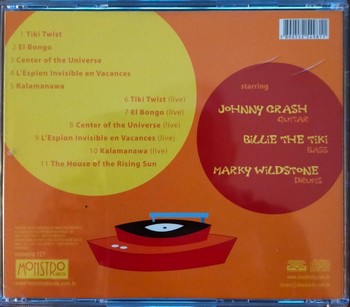 1 Tiki Twist
2 El Bongo
3 Center of the Universe
4 L'Espion Invisible en Vacances
5 Kalamanawa
6 Tiki Twist (live)
7 El Bongo (live)
8 Center of the Universe (live)
9 L'Espion Invisible en Vacances (live)
10 Kalamanawa (live)
11 The House of the Rising Sun
starring
JOHNNY CRASH
GUITAR
BILLIE THE TIKI
BASS
MARKY WILDSTONE
DRUMS
MONSTRO